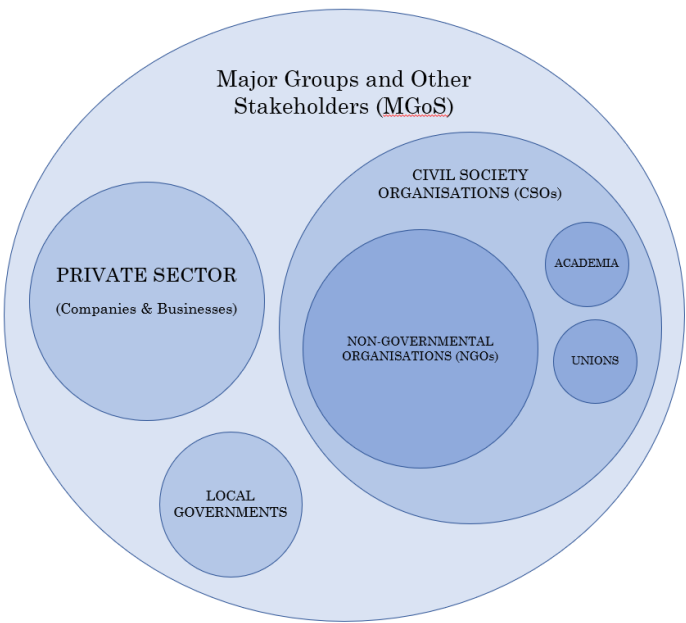 Major Groups and Other
Stakeholders (MGoS)
CIVIL SOCIETY
ORGANISATIONS (CSOs)
PRIVATE SECTOR
(Companies & Businesses)
ACADEMIA
NON-GOVERNMENTAL
ORGANISATIONS (NGOs)
UNIONS
LOCAL
GOVERNMENTS